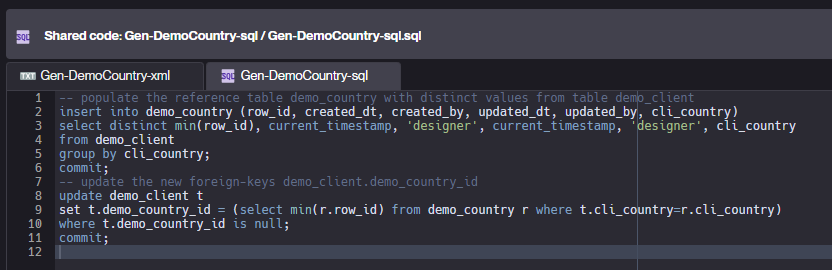 Shared code: Gen-DemoCountry-sql / Gen-DemoCountry-sql.sql
TXT Gen-DemoCountry-xml SQL Gen-DemoCountry-sql
1 -- populate the reference table demo_country with distinct values from table demo_client
2 insert into demo_country (row_id, created_dt, created_by, updated_dt, updated_by, cli_country)
3 select distinct min(row_id), current_timestamp, 'designer', current_timestamp, 'designer', cli_country
4 from demo_client
5 group by cli_country;
6 commit;
7 -- update the new foreign-keys demo_client.demo_country_id
8 update demo_client t
9 set t.demo_country_id = (select min(r.row_id) from demo_country r where t.cli_country=r.cli_country)
10 where t.demo_country_id is null;
11 commit;
12